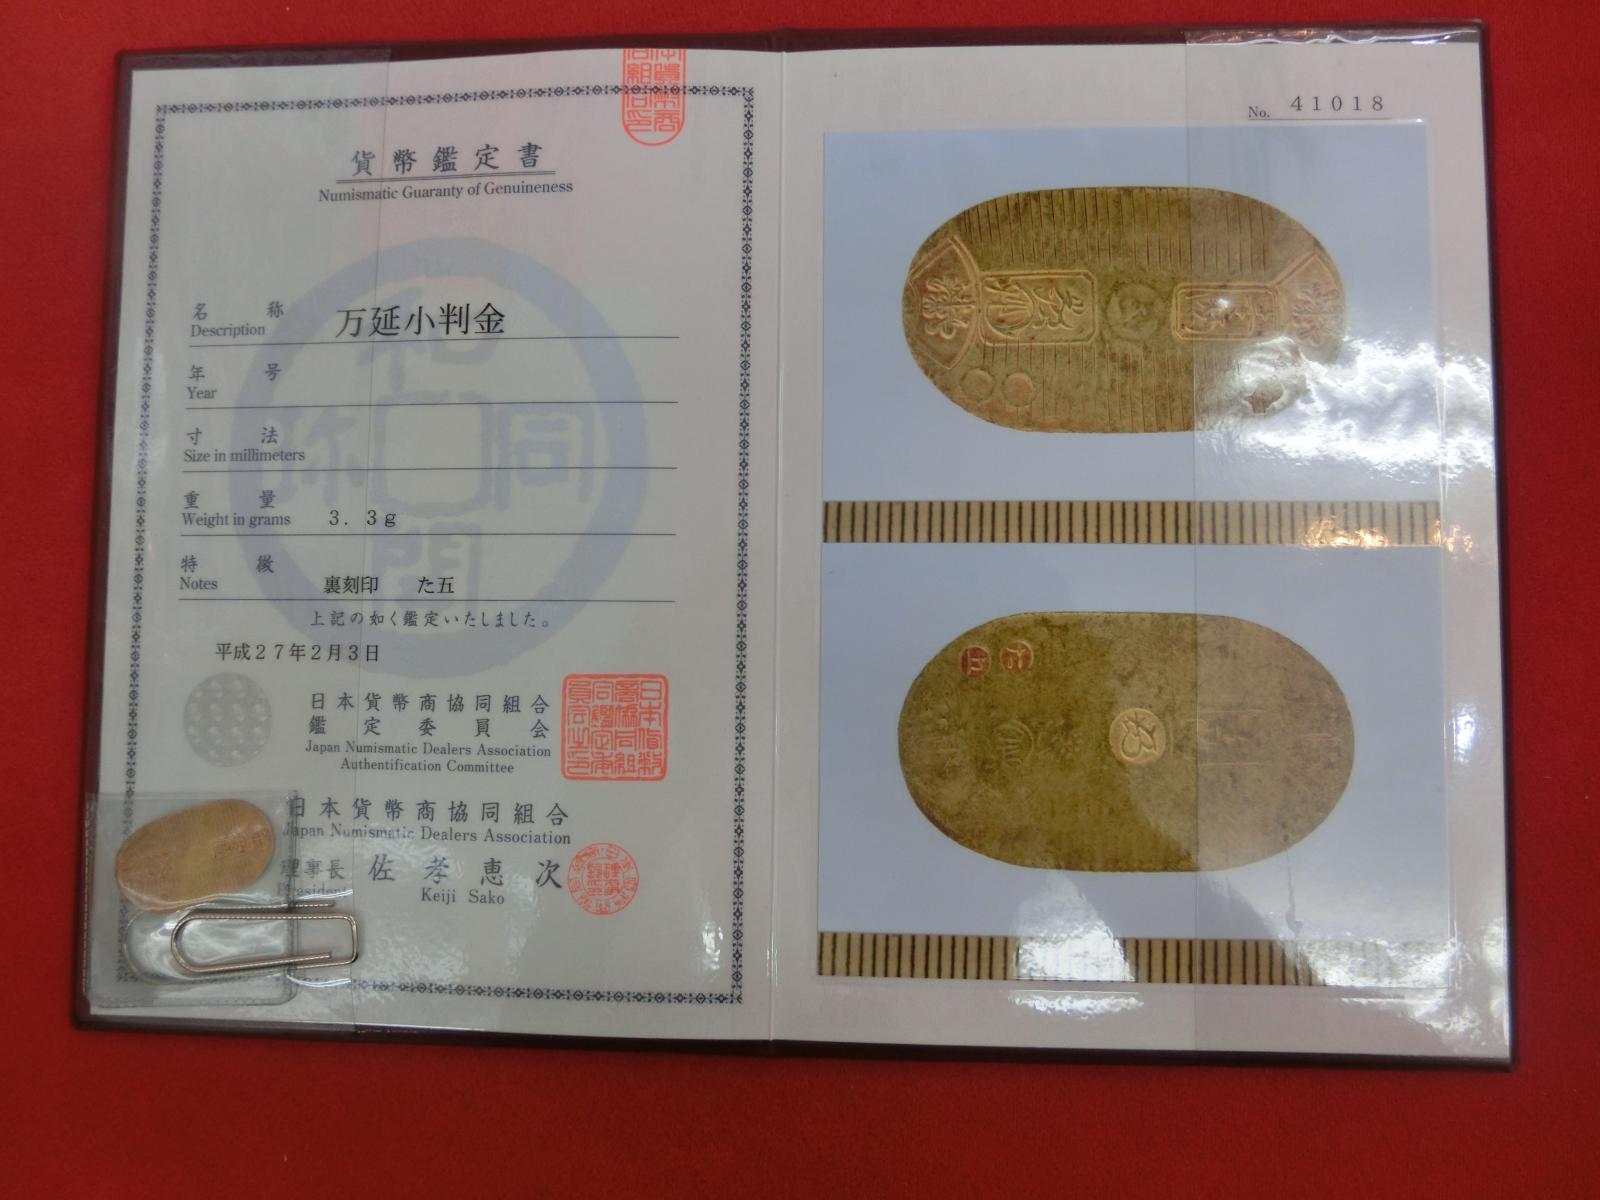 貨幣鑑定書
Numismatic Guaranty of Genuineness
名称 万延小判金
Description
年号
Year
寸法
Size in millimeters
重量
Weight in grams 3.3g
特徴
Notes 裏刻印 た五
上記の如く鑑定いたしました。
平成27年2月3日
日本貨幣商協同組合
鑑定委員会
Japan Numismatic Dealers Association
Authentification Committee
日本貨幣商協同組合
Japan Numismatic Dealers Association
理事長 佐孝恵次
President Keiji Sako
No. 41018
和同開珎